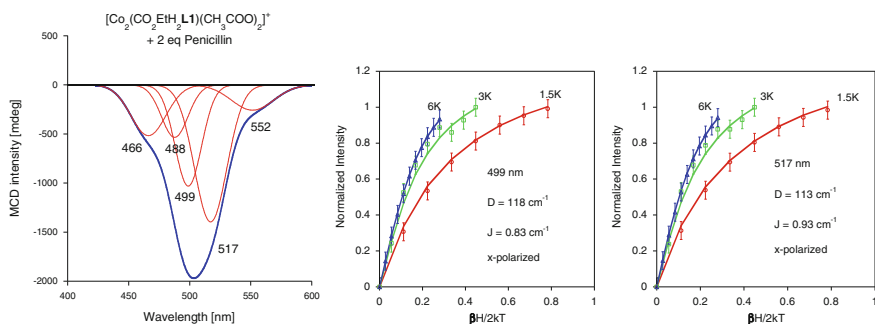 [Co2(CO2EtH2L1)(CH3COO)2]+
+ 2 eq Penicillin
MCD intensity [mdeg]
500
0
-500
-1000
-1500
-2000
466
488
499
517
552
400
450
500
550
600
Wavelength [nm]
Normalized Intensity
1.2
1
0.8
0.6
0.4
0.2
0
6K
3K
1.5K
499 nm
D = 118 cm-1
J = 0.83 cm-1
x-polarized
0
0.2
0.4
0.6
0.8
1
βH/2kT
Normalized Intensity
1.2
1
0.8
0.6
0.4
0.2
0
6K
3K
1.5K
517 nm
D = 113 cm-1
J = 0.93 cm-1
x-polarized
0
0.2
0.4
0.6
0.8
1
βH/2kT